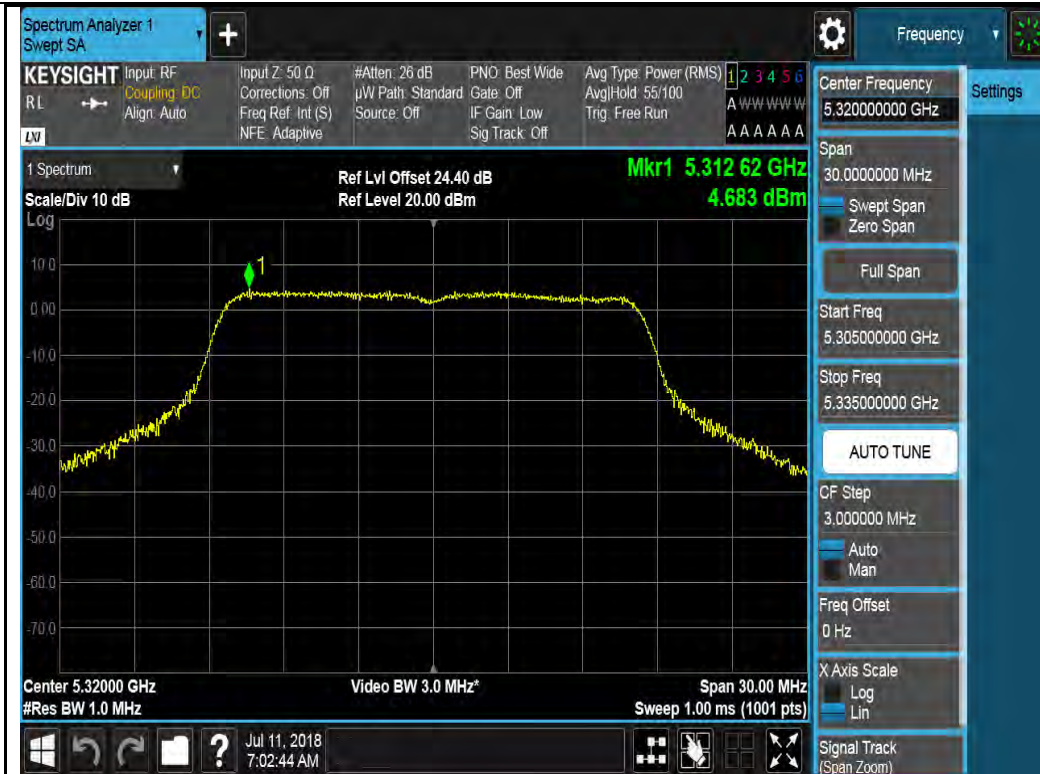 Spectrum Analyzer 1
Swept SA
+
Frequency
KEYSIGHT
RL
LXI
Input: RF
Coupling: DC
Align: Auto
Input Z: 50 Ω
Corrections: Off
Freq Ref: Int (S)
NFE: Adaptive
#Atten: 26 dB
µW Path: Standard
Source: Off
PNO: Best Wide
Gate: Off
IF Gain: Low
Sig Track: Off
Avg Type: Power (RMS)
Avg|Hold: 55/100
Trig: Free Run
1 2 3 4 5 6
A W W W W W
A A A A A A
1 Spectrum
Scale/Div 10 dB
Log
Ref Lvl Offset 24.40 dB
Ref Level 20.00 dBm
Mkr1 5.312 62 GHz
4.683 dBm
1
10.0
0.00
-10.0
-20.0
-30.0
-40.0
-50.0
-60.0
-70.0
Center 5.32000 GHz
#Res BW 1.0 MHz
Video BW 3.0 MHz*
Span 30.00 MHz
Sweep 1.00 ms (1001 pts)
?
Jul 11, 2018
7:02:44 AM
Center Frequency
5.320000000 GHz
Span
30.0000000 MHz
Swept Span
Zero Span
Full Span
Start Freq
5.305000000 GHz
Stop Freq
5.335000000 GHz
AUTO TUNE
CF Step
3.000000 MHz
Auto
Man
Freq Offset
0 Hz
X Axis Scale
Log
Lin
Signal Track
(Span Zoom)
Settings